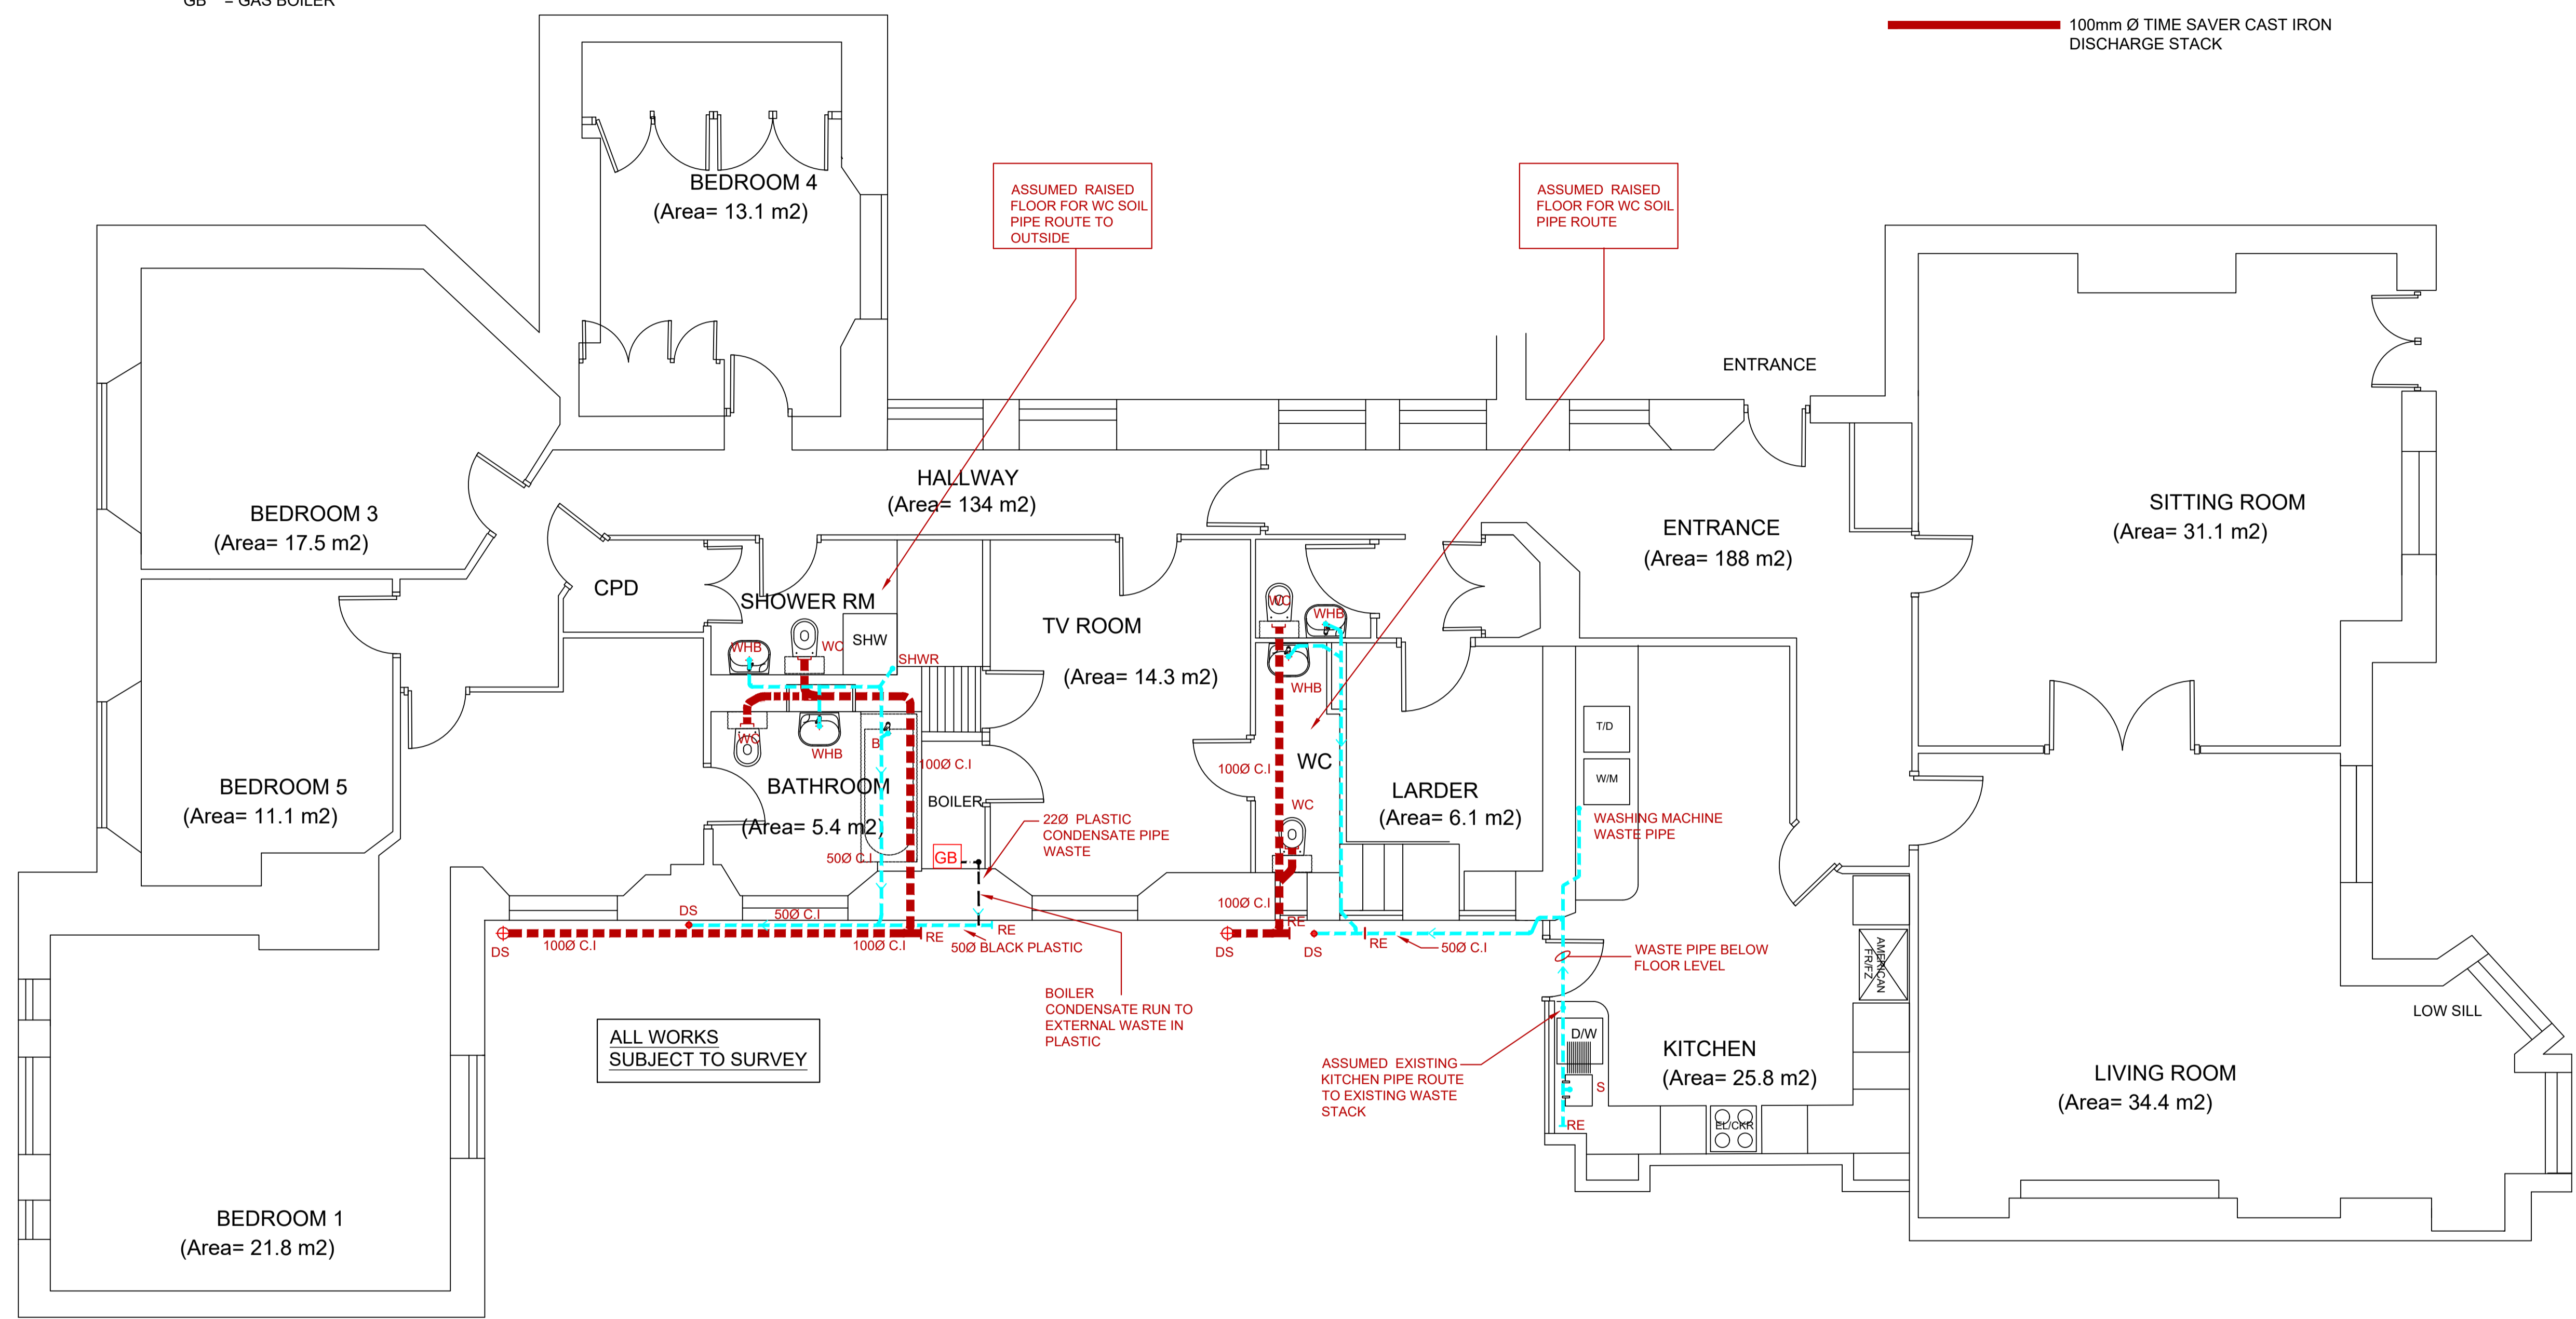 GB = GAS BOILER
100mm Ø TIME SAVER CAST IRON
DISCHARGE STACK
BEDROOM 4
(Area= 13.1 m2)
ASSUMED RAISED
FLOOR FOR WC SOIL
PIPE ROUTE TO
OUTSIDE
ASSUMED RAISED
FLOOR FOR WC SOIL
PIPE ROUTE
ENTRANCE
HALLWAY
(Area= 134 m2)
BEDROOM 3
(Area= 17.5 m2)
SITTING ROOM
(Area= 31.1 m2)
ENTRANCE
(Area= 188 m2)
CPD
SHOWER RM
SHW
WHB
WC
SHWR
TV ROOM
(Area= 14.3 m2)
WC
WHB
WHB
WC
WHB
B
BATHROOM
(Area= 5.4 m2)
100Ø C.I
BOILER
GB
50Ø C.I
22Ø PLASTIC
CONDENSATE PIPE
WASTE
100Ø C.I
WC
WC
100Ø C.I
LARDER
(Area= 6.1 m2)
T/D
W/M
WASHING MACHINE
WASTE PIPE
BEDROOM 5
(Area= 11.1 m2)
DS
50Ø C.I
DS
100Ø C.I
100Ø C.I
RE
RE
50Ø BLACK PLASTIC
BOILER
CONDENSATE RUN TO
EXTERNAL WASTE IN
PLASTIC
RE
DS
DS
RE
50Ø C.I
WASTE PIPE BELOW
FLOOR LEVEL
AMERICAN
FR/FZ
LOW SILL
ALL WORKS
SUBJECT TO SURVEY
ASSUMED EXISTING
KITCHEN PIPE ROUTE
TO EXISTING WASTE
STACK
D/W
S
RE
KITCHEN
(Area= 25.8 m2)
EL/CKR
LIVING ROOM
(Area= 34.4 m2)
BEDROOM 1
(Area= 21.8 m2)